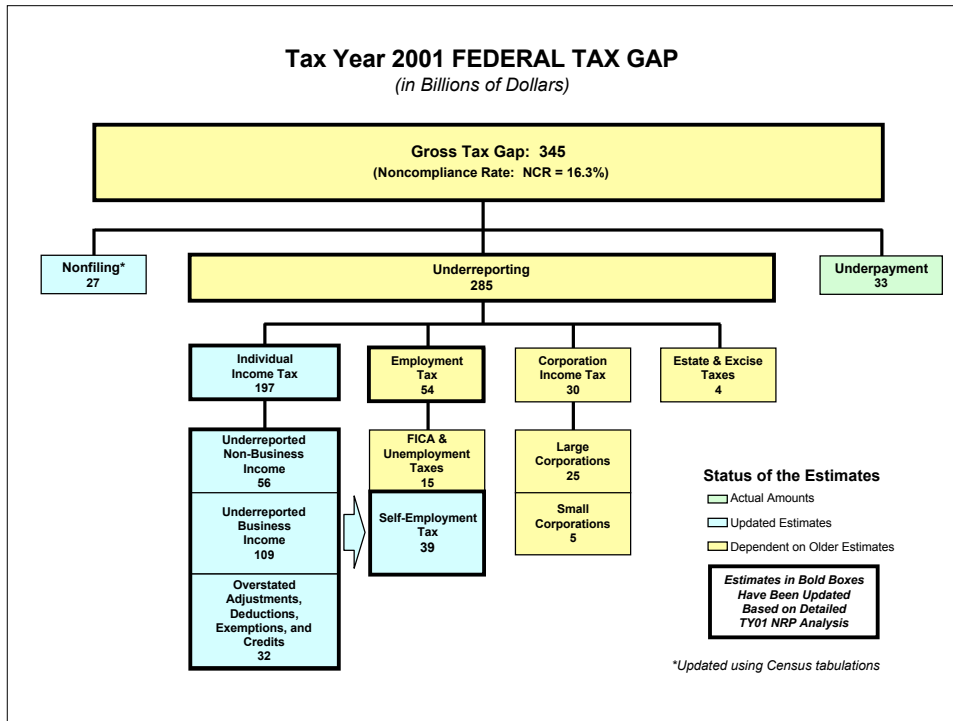 Tax Year 2001 FEDERAL TAX GAP
(in Billions of Dollars)
Gross Tax Gap: 345
(Noncompliance Rate: NCR = 16.3%)
Nonfiling*
27
Underreporting
285
Underpayment
33
Individual
Income Tax
197
Employment
Tax
54
Corporation
Income Tax
30
Estate & Excise
Taxes
4
Underreported
Non-Business
Income
56
Underreported
Business
Income
109
Overstated
Adjustments,
Deductions,
Exemptions, and
Credits
32
FICA &
Unemployment
Taxes
15
Self-Employment
Tax
39
Large
Corporations
25
Small
Corporations
5
Status of the Estimates
Actual Amounts
Updated Estimates
Dependent on Older Estimates
Estimates in Bold Boxes
Have Been Updated
Based on Detailed
TY01 NRP Analysis
*Updated using Census tabulations